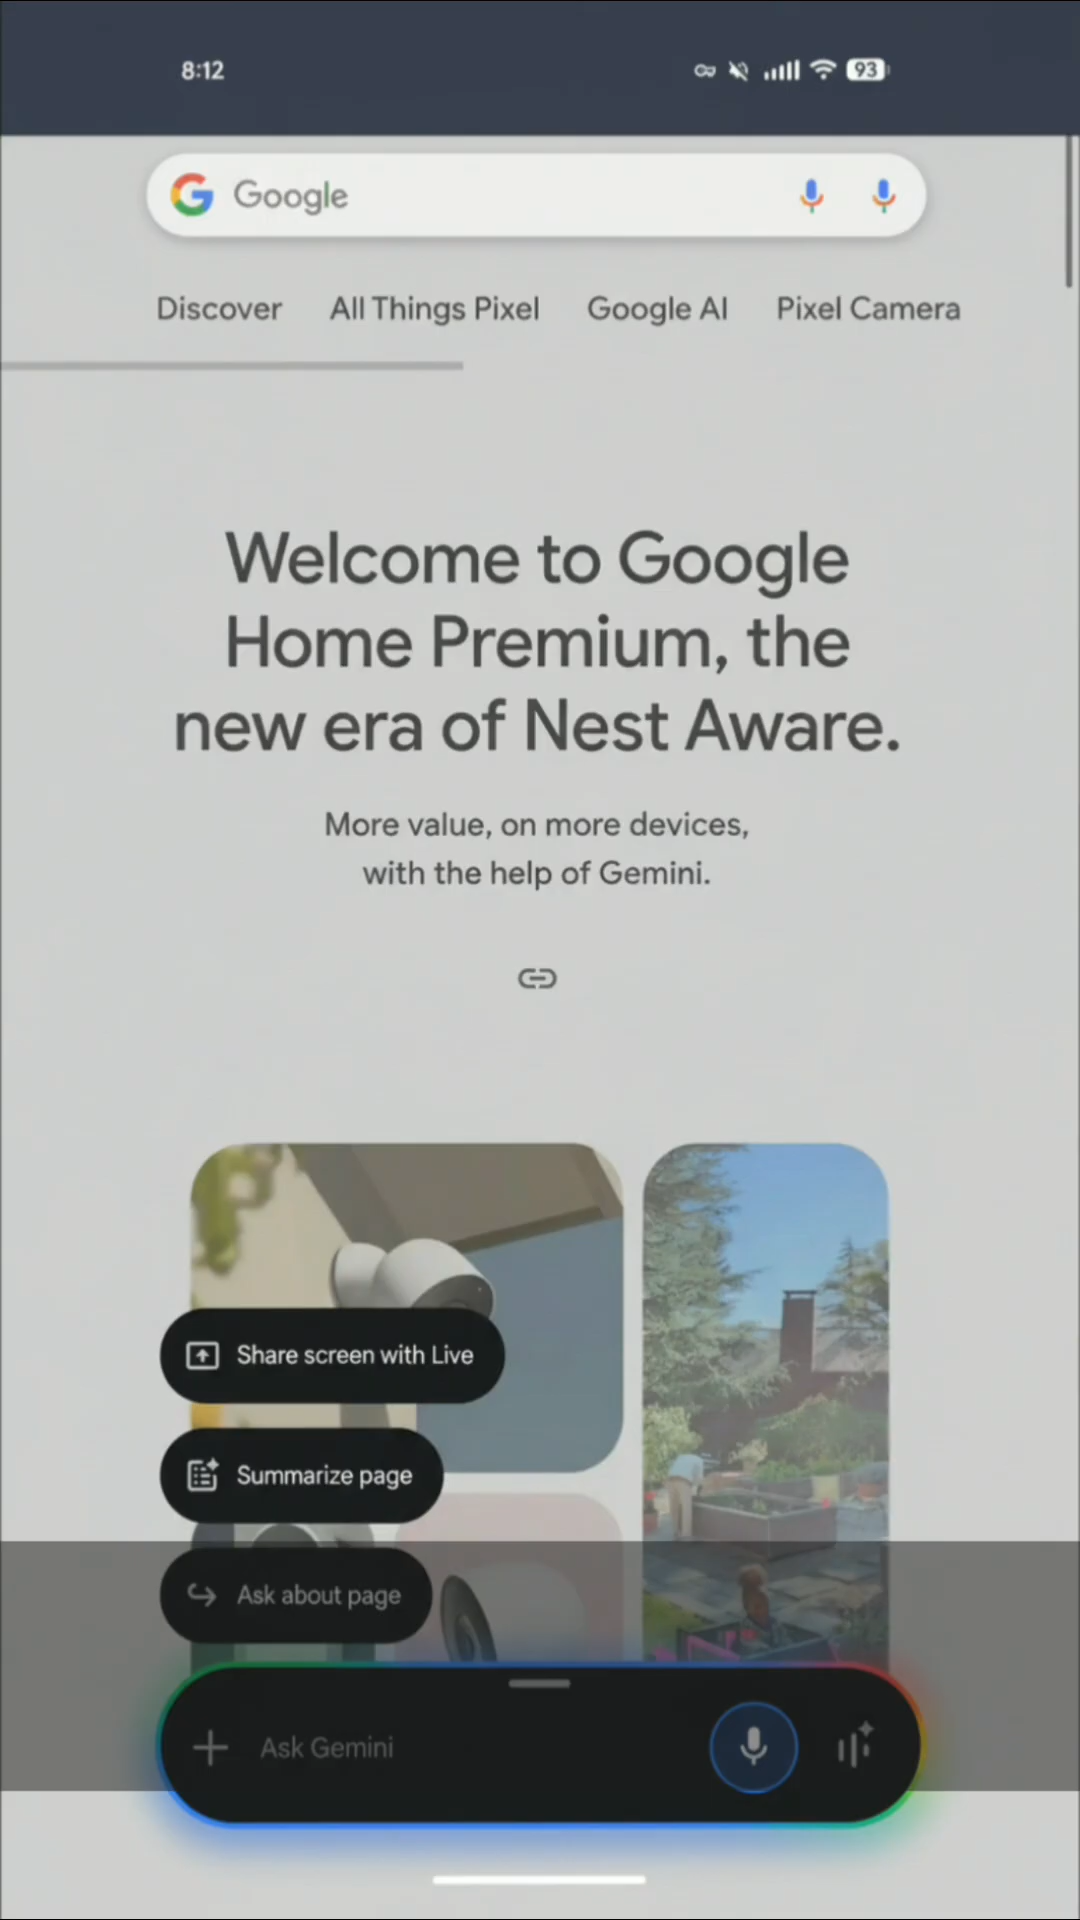 8:12
93
Google
Discover All Things Pixel Google AI Pixel Camera
Welcome to Google
Home Premium, the
new era of Nest Aware.
More value, on more devices,
with the help of Gemini.
Share screen with Live
Summarize page
Ask about page
Ask Gemini